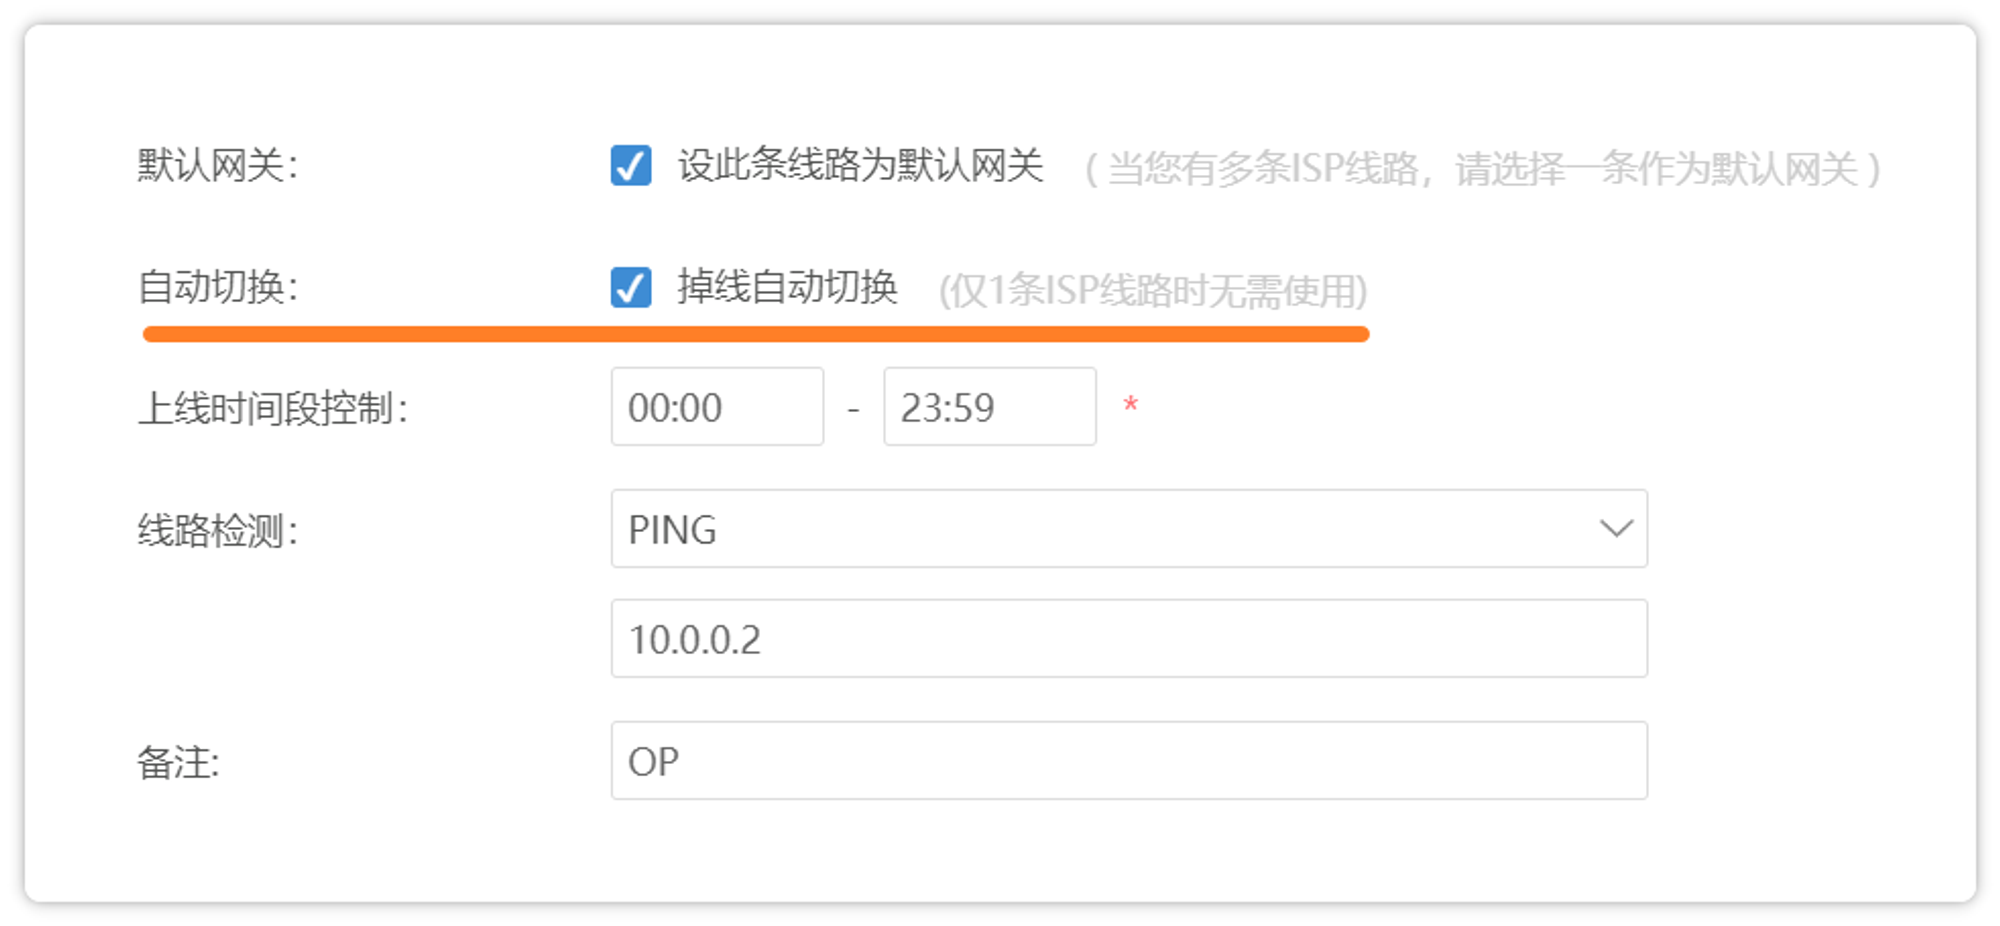 默认网关： 设此条线路为默认网关 ( 当您有多条ISP线路，请选择一条作为默认网关 )
自动切换： 掉线自动切换 (仅1条ISP线路时无需使用)
上线时间段控制： 00:00 - 23:59 *
线路检测： PING
10.0.0.2
备注: OP